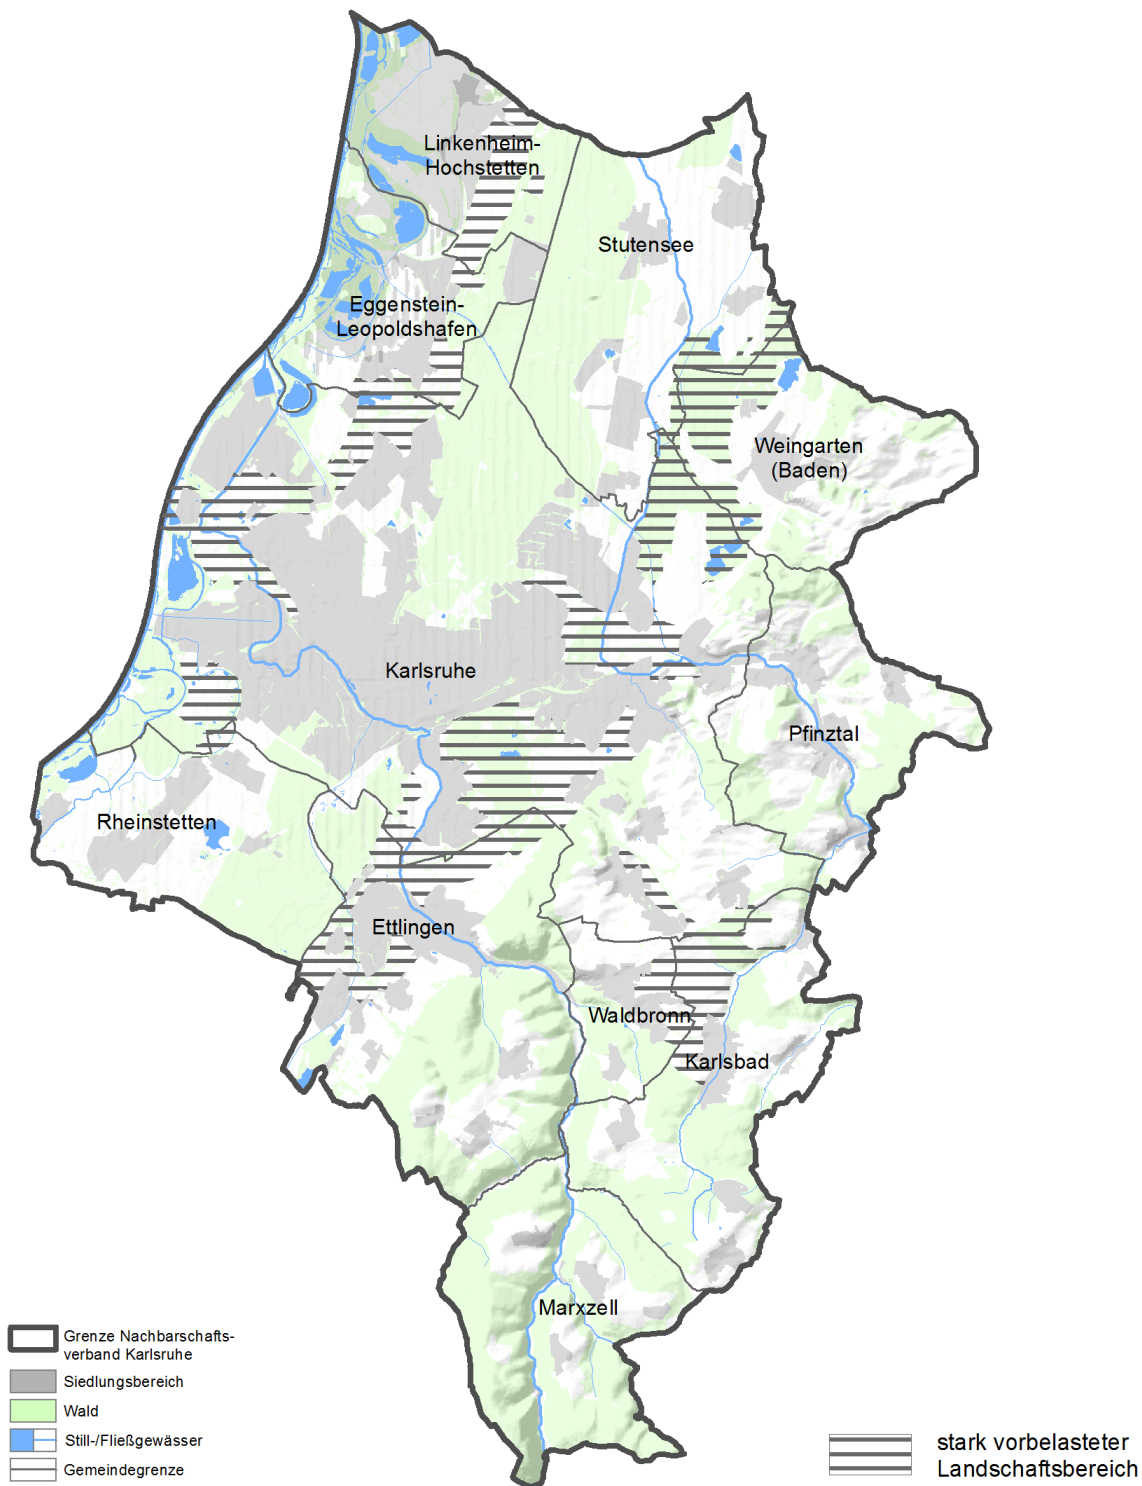 Linkenheim-
Hochstetten
Stutensee
Eggenstein-
Leopoldshafen
Weingarten
(Baden)
Karlsruhe
Pfinztal
Rheinstetten
Ettlingen
Waldbronn
Karlsbad
Marxzell
Grenze Nachbarschafts-
verband Karlsruhe
Siedlungsbereich
Wald
Still-/Fließgewässer
Gemeindegrenze
stark vorbelasteter
Landschaftsbereich